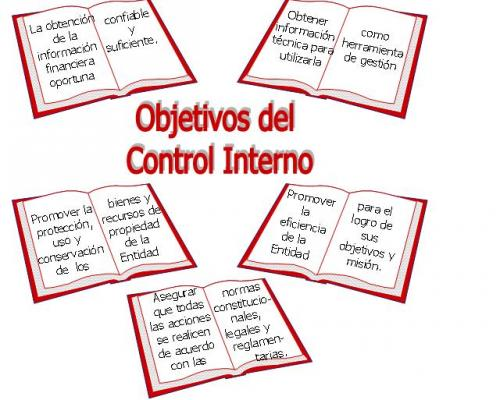 La obtención
de la
información
financiera
oportuna
confiable
y
suficiente.
Obtener
información
técnica para
utilizarla
como
herramienta
de gestión
Objetivos del
Control Interno
Promover la
protección,
uso y
conservación
de los
bienes y
recursos de
propiedad
de la
Entidad
Promover
la
eficiencia
de la
Entidad
para el
logro de
sus
objetivos y
misión.
Asegurar
que todas
las acciones
se realicen
de acuerdo
con las
normas
constitucio-
nales,
legales y
reglamen-
tarias.